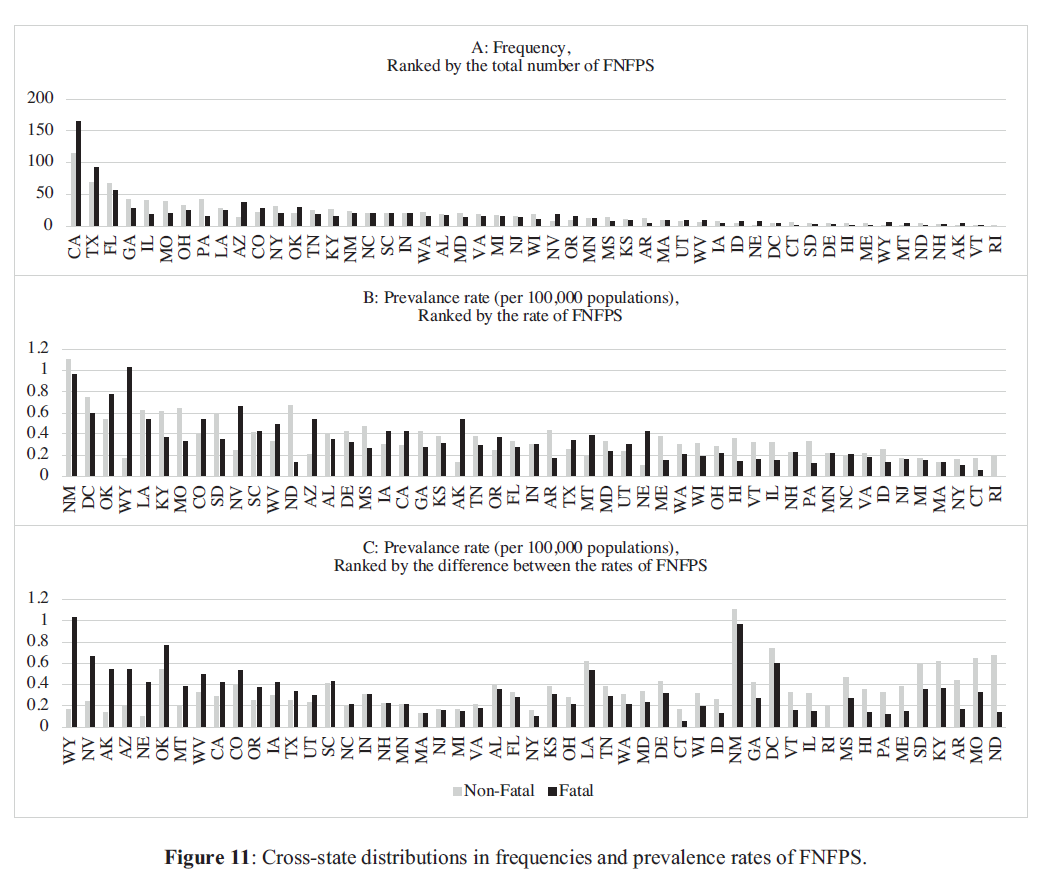 A: Frequency,
Ranked by the total number of FNFPS
200
150
100
50
0
CA TX FL GA IL MO OH PA LA AZ CO NY OK TN KY NM NC SC IN WA AL MD VA MI NJ WI NV OR MN MS KS AR MA UT WV IA ID NE DC CT SD DE HI ME WY MT ND NH AK VT RI
B: Prevalance rate (per 100,000 populations),
Ranked by the rate of FNFPS
1.2
1
0.8
0.6
0.4
0.2
0
NM DC OK WY LA KY MO CO SD NV SC WV ND AZ AL DE MS IA CA GA KS AK TN OR FL IN AR TX MT MD UT NE ME WA WI OH HI VT IL NH PA MN NC VA ID NJ MI MA NY CT RI
C: Prevalance rate (per 100,000 populations),
Ranked by the difference between the rates of FNFPS
1.2
1
0.8
0.6
0.4
0.2
0
WY NV AK AZ NE OK MT WV CA CO OR IA TX UT SC NC IN NH MN MA NJ MI VA AL FL NY KS OH LA TN WA MD DE CT WI ID NM GA DC VT IL RI MS HI PA ME SD KY AR MO ND
Non-Fatal Fatal
Figure 11: Cross-state distributions in frequencies and prevalence rates of FNFPS.